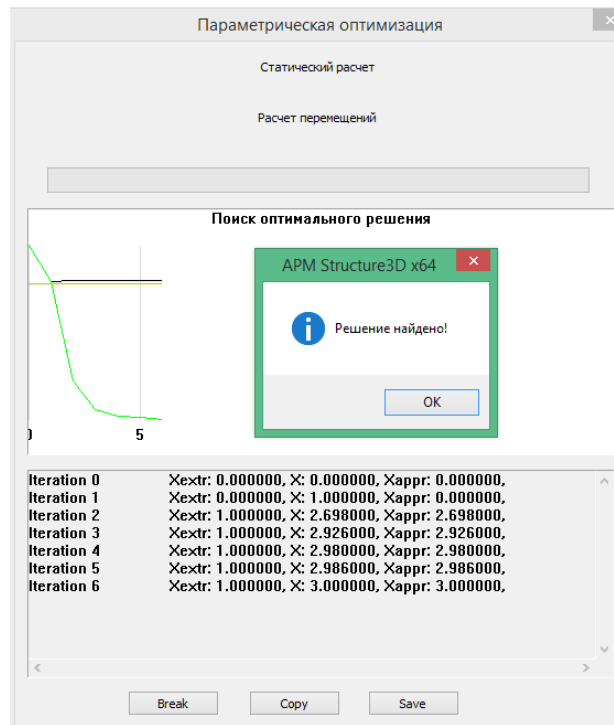 Параметрическая оптимизация
Статический расчет
Расчет перемещений
Поиск оптимального решения
APM Structure3D x64
Решение найдено!
OK
5
Iteration 0 Xextr: 0.000000, X: 0.000000, Xappr: 0.000000,
Iteration 1 Xextr: 0.000000, X: 1.000000, Xappr: 0.000000,
Iteration 2 Xextr: 1.000000, X: 2.698000, Xappr: 2.698000,
Iteration 3 Xextr: 1.000000, X: 2.926000, Xappr: 2.926000,
Iteration 4 Xextr: 1.000000, X: 2.980000, Xappr: 2.980000,
Iteration 5 Xextr: 1.000000, X: 2.986000, Xappr: 2.986000,
Iteration 6 Xextr: 1.000000, X: 3.000000, Xappr: 3.000000,
Break Copy Save